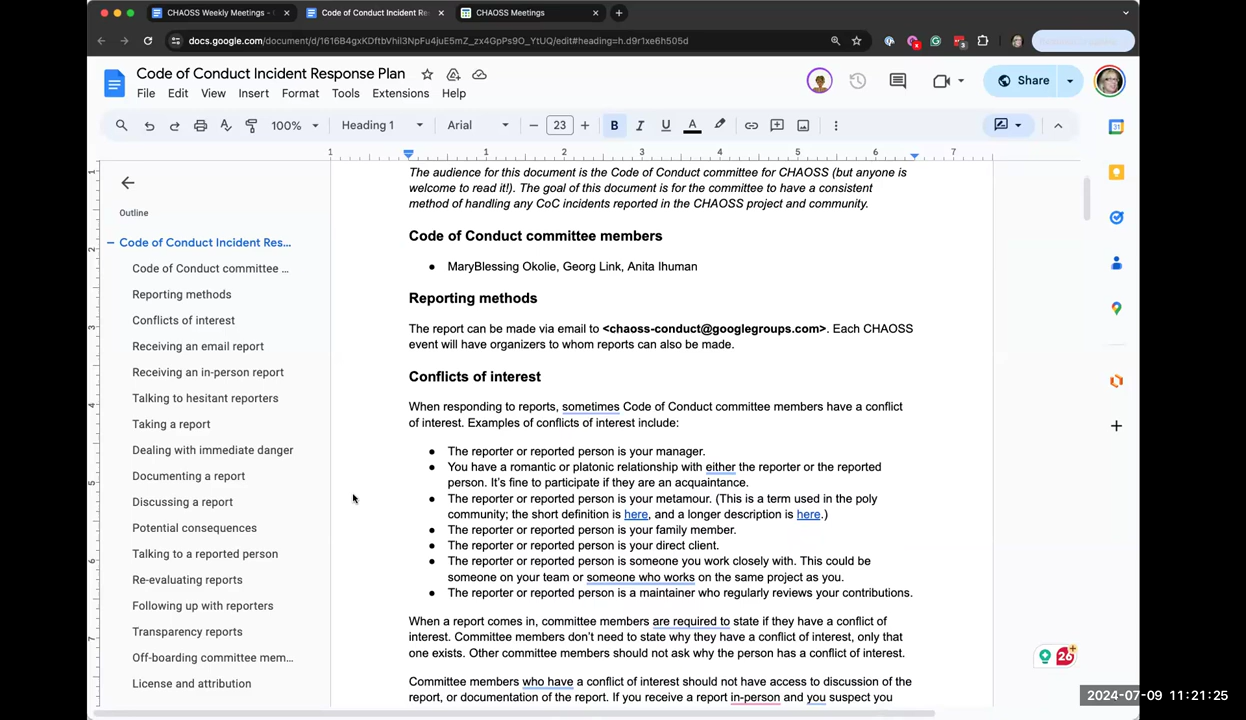 CHAOSS Weekly Meetings -
Code of Conduct Incident Re
CHAOSS Meetings
docs.google.com/document/d/1616B4gxKDftbVhil3NpFu4juE5mZ_zx4GpPs9O_YtUQ/edit#heading=h.d9r1xe6h505d
Code of Conduct Incident Response Plan
Share
File Edit View Insert Format Tools Extensions Help
100% Heading 1 Arial 23 B I U A
1 1 2 3 4 5 6 7
The audience for this document is the Code of Conduct committee for CHAOSS (but anyone is
welcome to read it!). The goal of this document is for the committee to have a consistent
method of handling any CoC incidents reported in the CHAOSS project and community.
Outline
Code of Conduct Incident Res...
Code of Conduct committee ...
Reporting methods
Conflicts of interest
Receiving an email report
Receiving an in-person report
Talking to hesitant reporters
Taking a report
Dealing with immediate danger
Documenting a report
Discussing a report
Potential consequences
Talking to a reported person
Re-evaluating reports
Following up with reporters
Transparency reports
Off-boarding committee mem...
License and attribution
Code of Conduct committee members
● MaryBlessing Okolie, Georg Link, Anita Ihuman
Reporting methods
The report can be made via email to <chaoss-conduct@googlegroups.com>. Each CHAOSS
event will have organizers to whom reports can also be made.
Conflicts of interest
When responding to reports, sometimes Code of Conduct committee members have a conflict
of interest. Examples of conflicts of interest include:
● The reporter or reported person is your manager.
● You have a romantic or platonic relationship with either the reporter or the reported
person. It's fine to participate if they are an acquaintance.
● The reporter or reported person is your metamour. (This is a term used in the poly
community; the short definition is here, and a longer description is here.)
● The reporter or reported person is your family member.
● The reporter or reported person is your direct client.
● The reporter or reported person is someone you work closely with. This could be
someone on your team or someone who works on the same project as you.
● The reporter or reported person is a maintainer who regularly reviews your contributions.
When a report comes in, committee members are required to state if they have a conflict of
interest. Committee members don't need to state why they have a conflict of interest, only that
one exists. Other committee members should not ask why the person has a conflict of interest.
Committee members who have a conflict of interest should not have access to discussion of the
report, or documentation of the report. If you receive a report in-person and you suspect you
26
2024-07-09 11:21:25